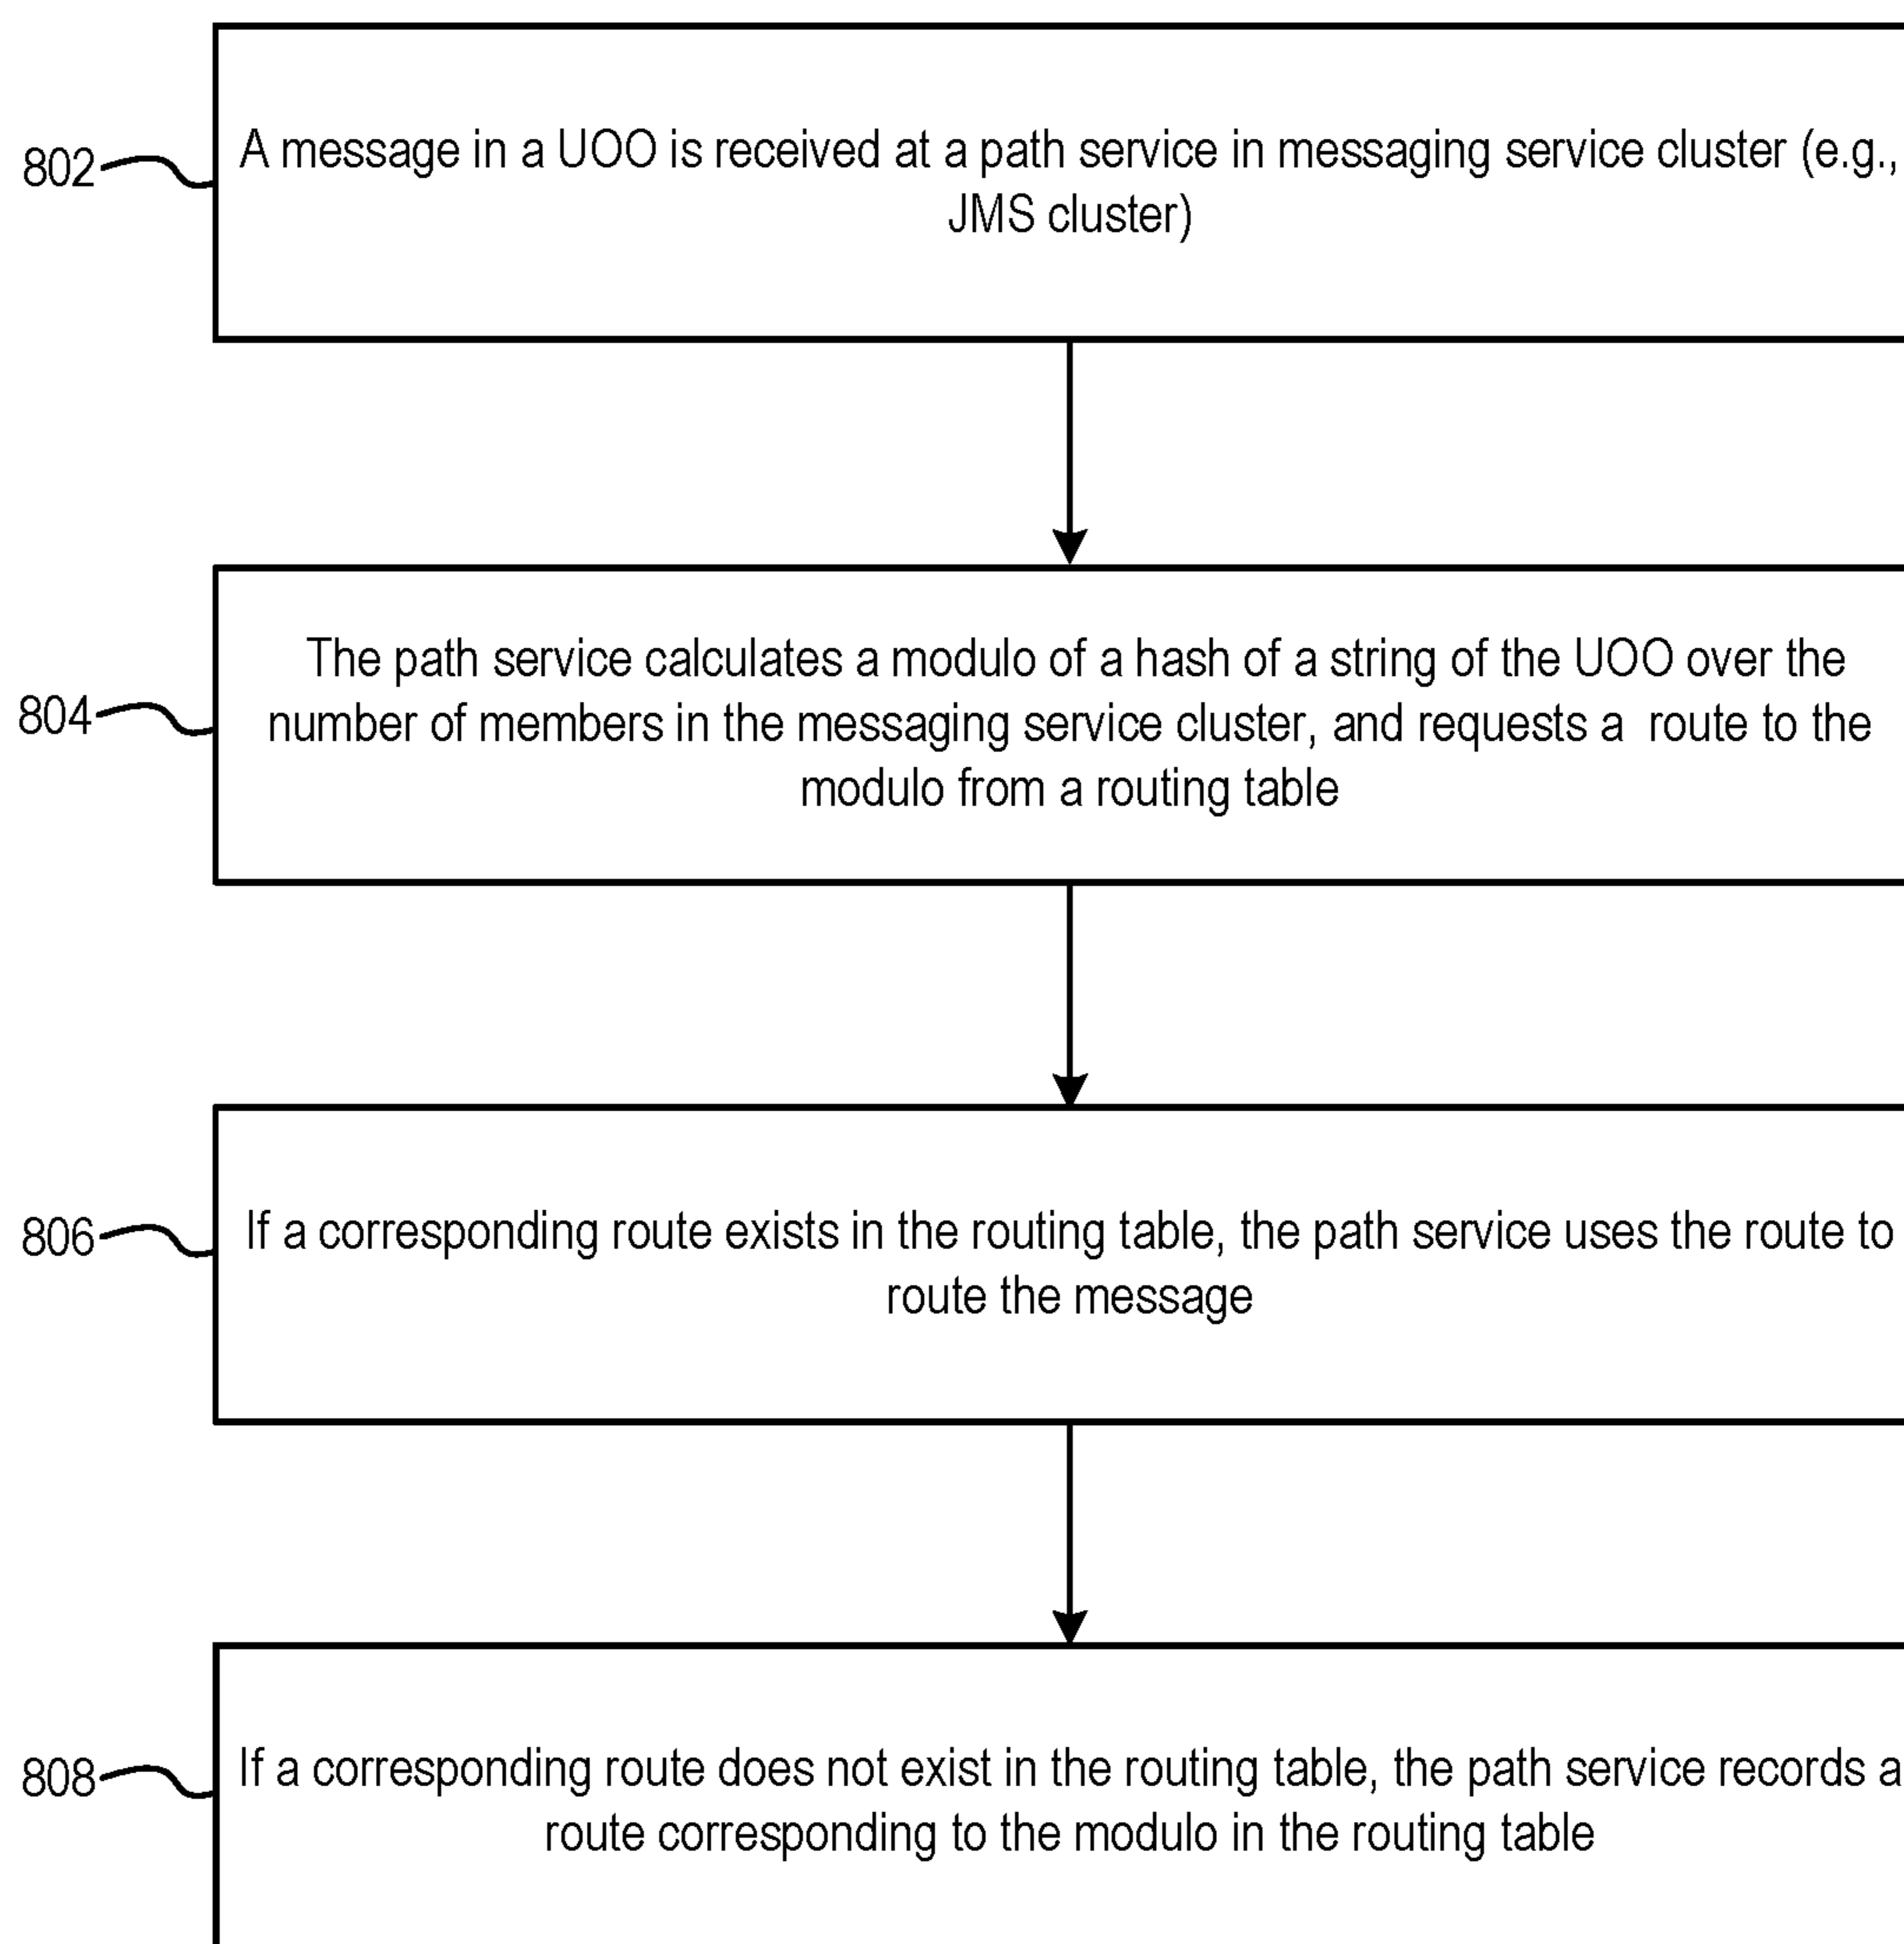 802
A message in a UOO is received at a path service in messaging service cluster (e.g.,
JMS cluster)
804
The path service calculates a modulo of a hash of a string of the UOO over the
number of members in the messaging service cluster, and requests a route to the
modulo from a routing table
806
If a corresponding route exists in the routing table, the path service uses the route to
route the message
808
If a corresponding route does not exist in the routing table, the path service records a
route corresponding to the modulo in the routing table